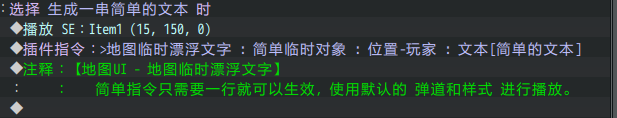 ：选择 生成一串简单的文本 时
◆播放 SE：Item1 (15, 150, 0)
◆插件指令：>地图临时漂浮文字 : 简单临时对象 : 位置-玩家 : 文本[简单的文本]
◆注释：【地图UI - 地图临时漂浮文字】
：　　：　　简单指令只需要一行就可以生效，使用默认的 弹道和样式 进行播放。
◆